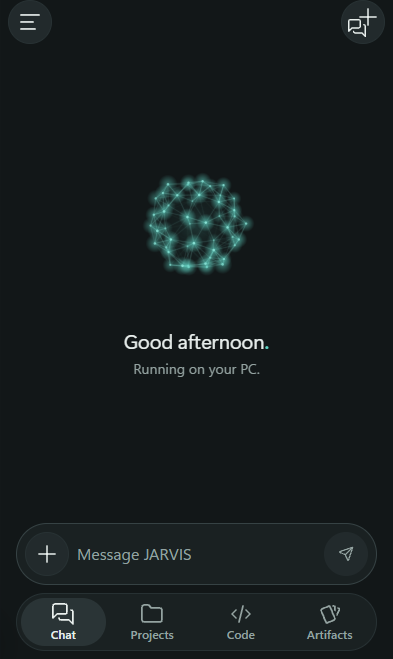 Good afternoon.
Running on your PC.
Message JARVIS
Chat
Projects
Code
Artifacts